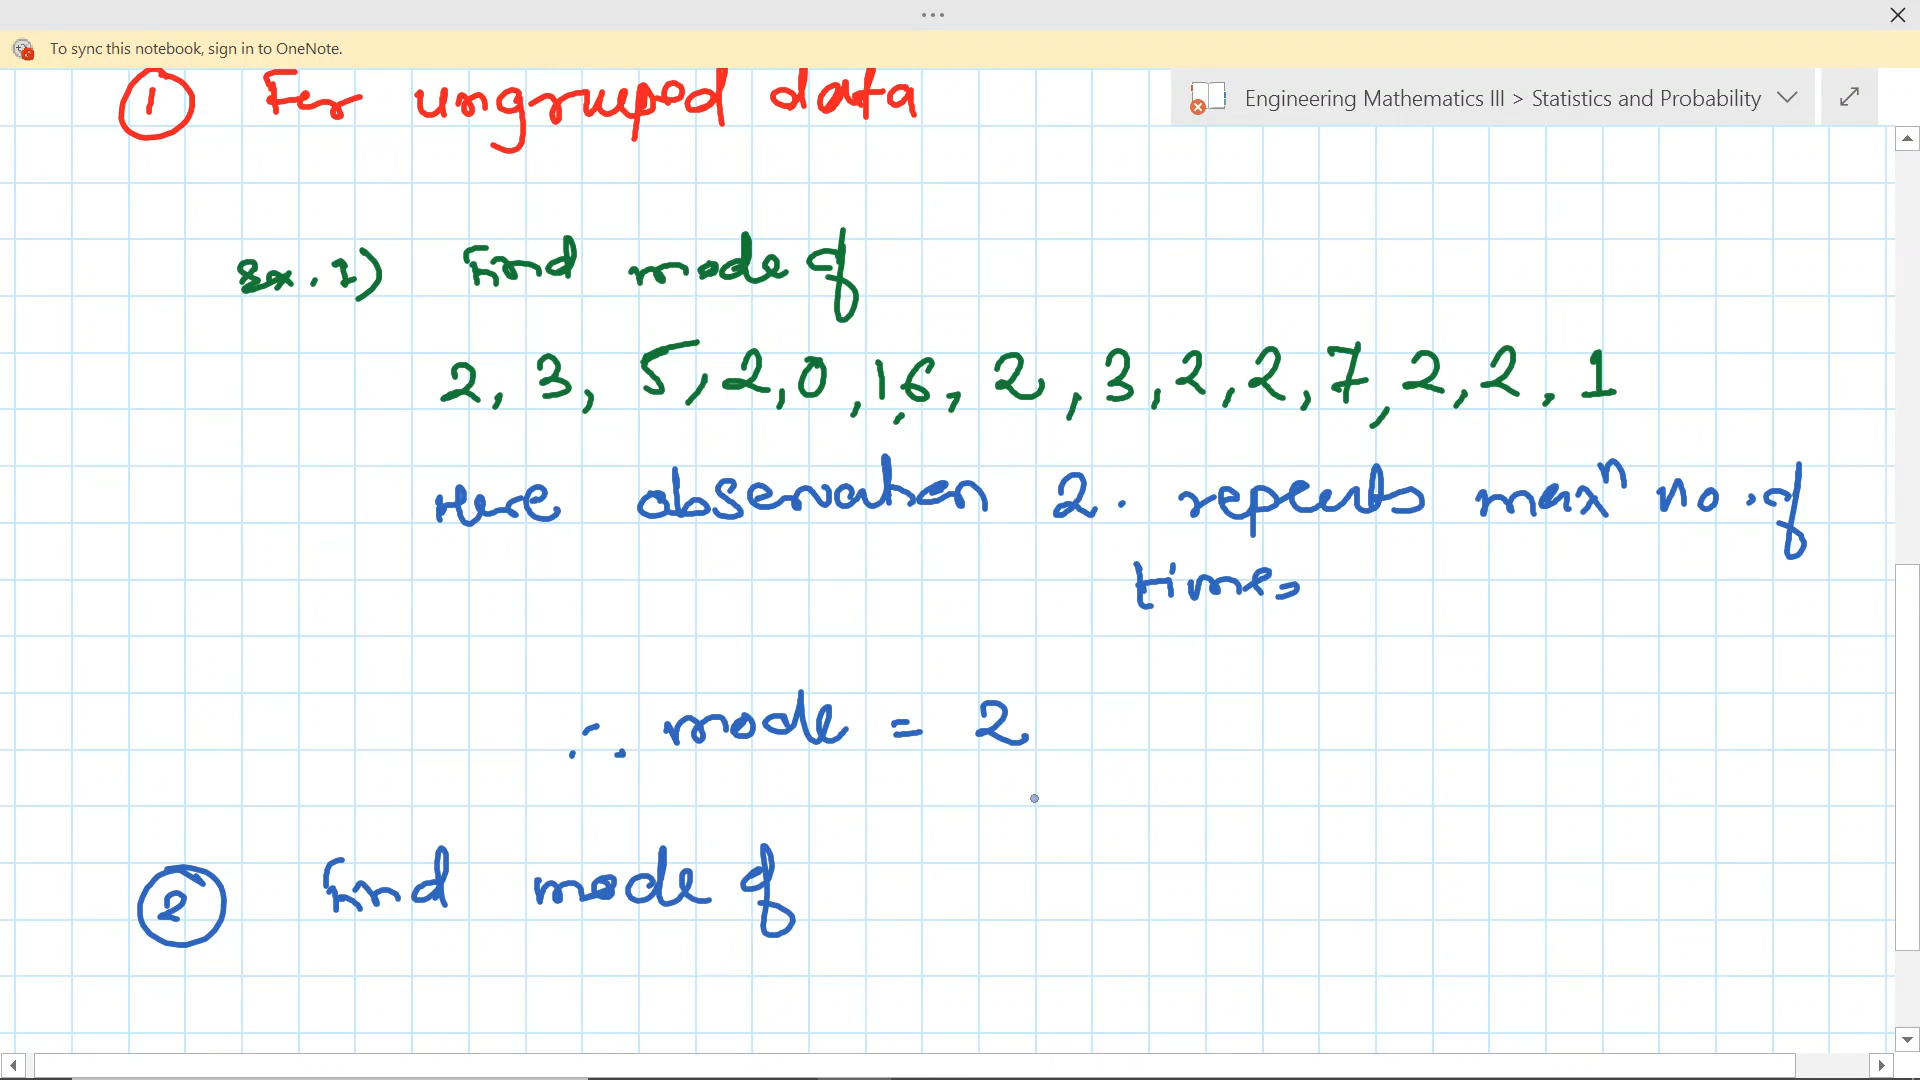 To sync this notebook, sign in to OneNote.
① For ungrouped data
Engineering Mathematics III > Statistics and Probability
Ex. 1) Find mode of
2, 3, 5, 2, 0, 1, 6, 2, 3, 2, 2, 7, 2, 2, 1
Here observation 2. repeats maxⁿ no. of
times
∴ mode = 2
② Find mode of